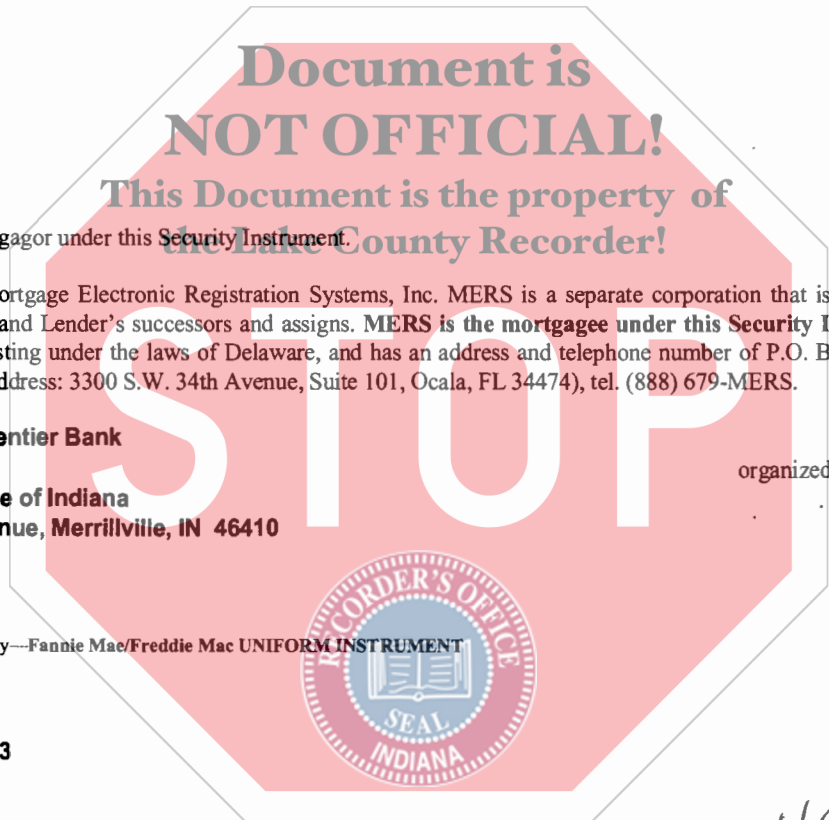 Document is
NOT OFFICIAL!
This Document is the property of
the Lake County Recorder!
gagor under this Security Instrument.
ortgage Electronic Registration Systems, Inc. MERS is a separate corporation that is
and Lender's successors and assigns. MERS is the mortgagee under this Security I
sting under the laws of Delaware, and has an address and telephone number of P.O. B
ddress: 3300 S.W. 34th Avenue, Suite 101, Ocala, FL 34474), tel. (888) 679-MERS.
entier Bank
organized
e of Indiana
nue, Merrillville, IN 46410
STOP
y---Fannie Mae/Freddie Mac UNIFORM INSTRUMENT
RECORDER'S OFFICE
SEAL
INDIANA
3